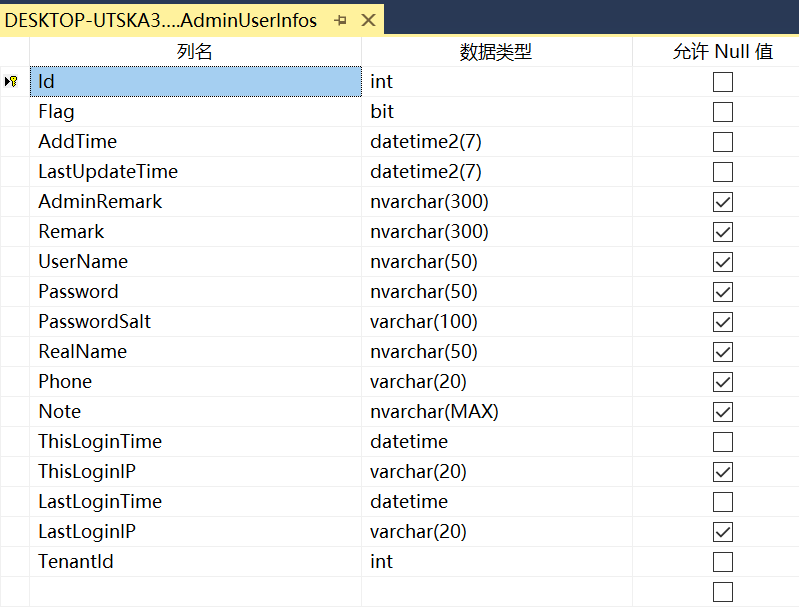 DESKTOP-UTSKA3....AdminUserInfos
列名 数据类型 允许 Null 值
Id int
Flag bit
AddTime datetime2(7)
LastUpdateTime datetime2(7)
AdminRemark nvarchar(300)
Remark nvarchar(300)
UserName nvarchar(50)
Password nvarchar(50)
PasswordSalt varchar(100)
RealName nvarchar(50)
Phone varchar(20)
Note nvarchar(MAX)
ThisLoginTime datetime
ThisLoginIP varchar(20)
LastLoginTime datetime
LastLoginIP varchar(20)
TenantId int